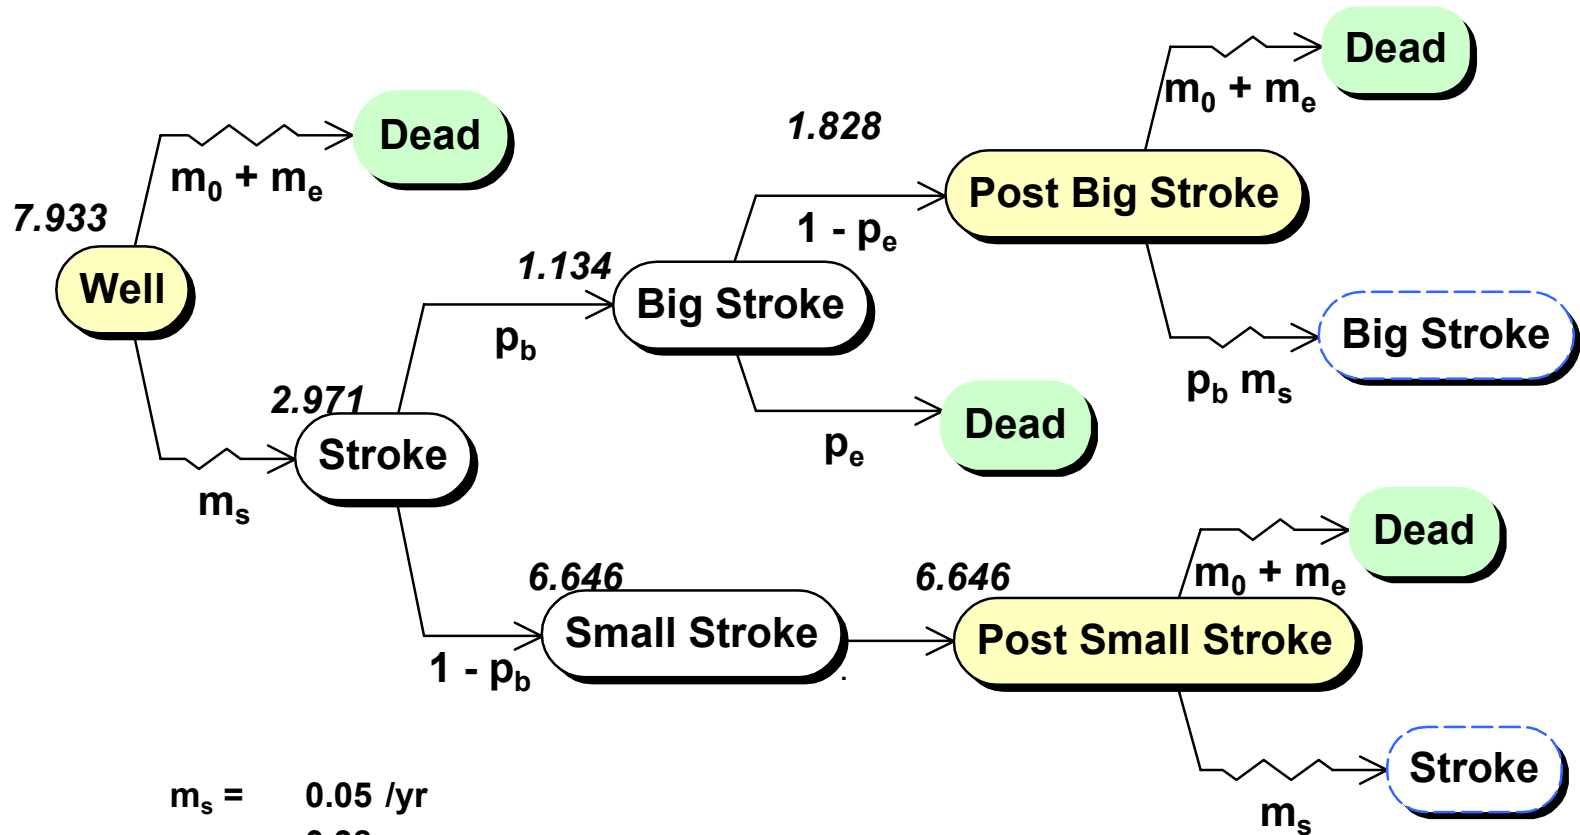 Dead
m0 + me
1.828
Dead
m0 + me
Post Big Stroke
7.933
1 - pe
1.134
Well
Big Stroke
Big Stroke
pb
pb ms
2.971
Dead
Stroke
pe
ms
Dead
6.646
6.646
m0 + me
Small Stroke
Post Small Stroke
1 - pb
Stroke
ms = 0.05 /yr
ms